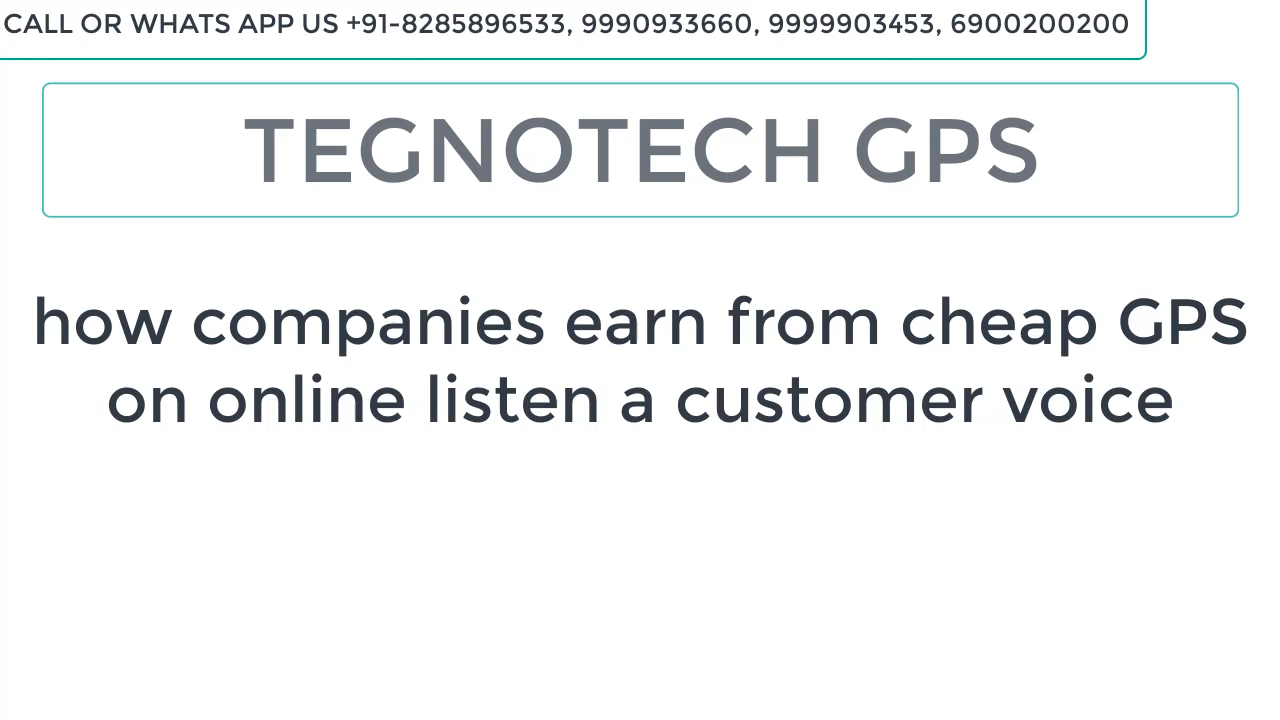 CALL OR WHATS APP US +91-8285896533, 9990933660, 9999903453, 6900200200
TEGNOTECH GPS
how companies earn from cheap GPS
on online listen a customer voice